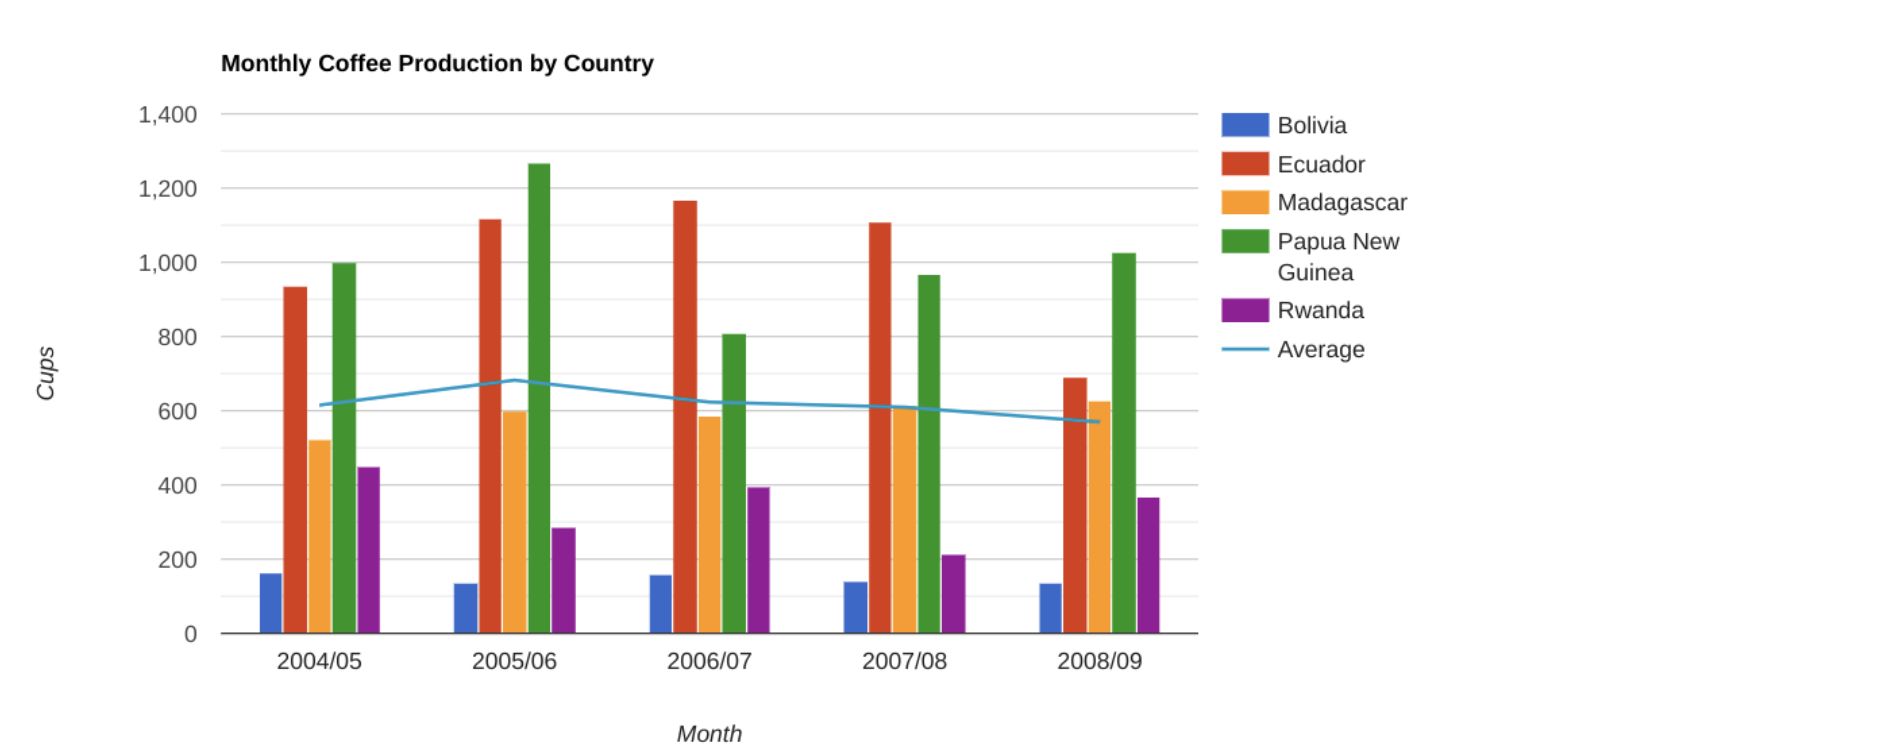 Monthly Coffee Production by Country
1,400
1,200
1,000
800
600
400
200
0
Cups
2004/05
2005/06
2006/07
2007/08
2008/09
Month
Bolivia
Ecuador
Madagascar
Papua New
Guinea
Rwanda
Average